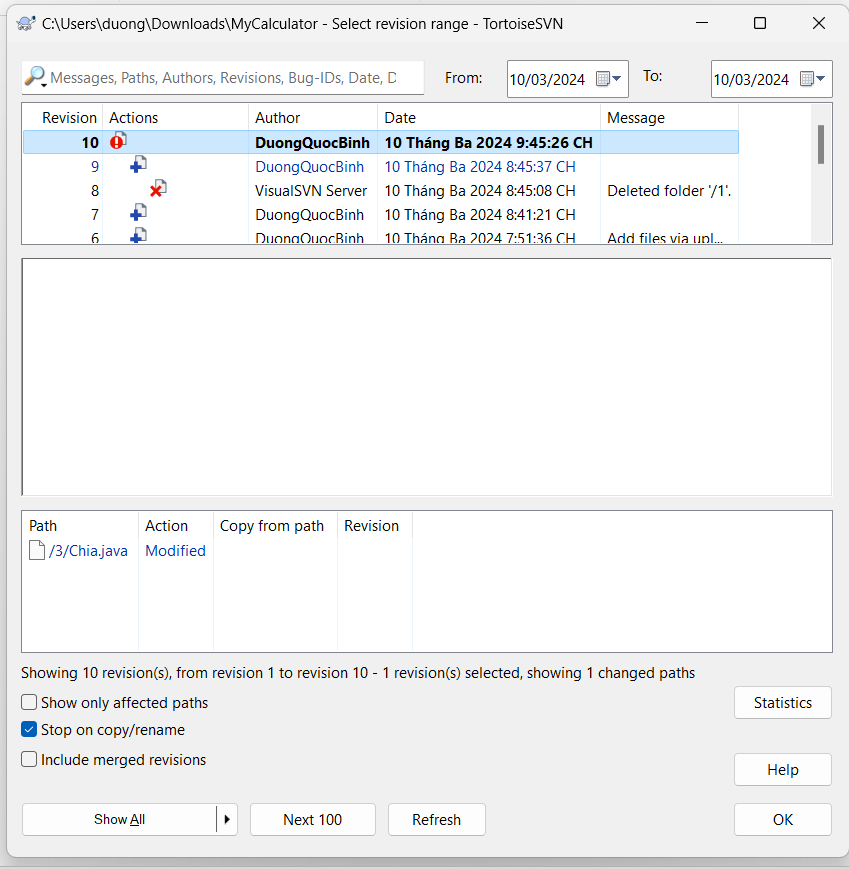 C:\Users\duong\Downloads\MyCalculator - Select revision range - TortoiseSVN
Messages, Paths, Authors, Revisions, Bug-IDs, Date, D
From: 10/03/2024 To: 10/03/2024
Revision Actions Author Date Message
10 DuongQuocBinh 10 Tháng Ba 2024 9:45:26 CH
9 DuongQuocBinh 10 Tháng Ba 2024 8:45:37 CH
8 VisualSVN Server 10 Tháng Ba 2024 8:45:08 CH Deleted folder '/1'.
7 DuongQuocBinh 10 Tháng Ba 2024 8:41:21 CH
6 DuongQuocBinh 10 Tháng Ba 2024 7:51:36 CH Add files via upl...
Path Action Copy from path Revision
/3/Chia.java Modified
Showing 10 revision(s), from revision 1 to revision 10 - 1 revision(s) selected, showing 1 changed paths
Show only affected paths
Statistics
Stop on copy/rename
Include merged revisions
Help
Show All Next 100 Refresh OK